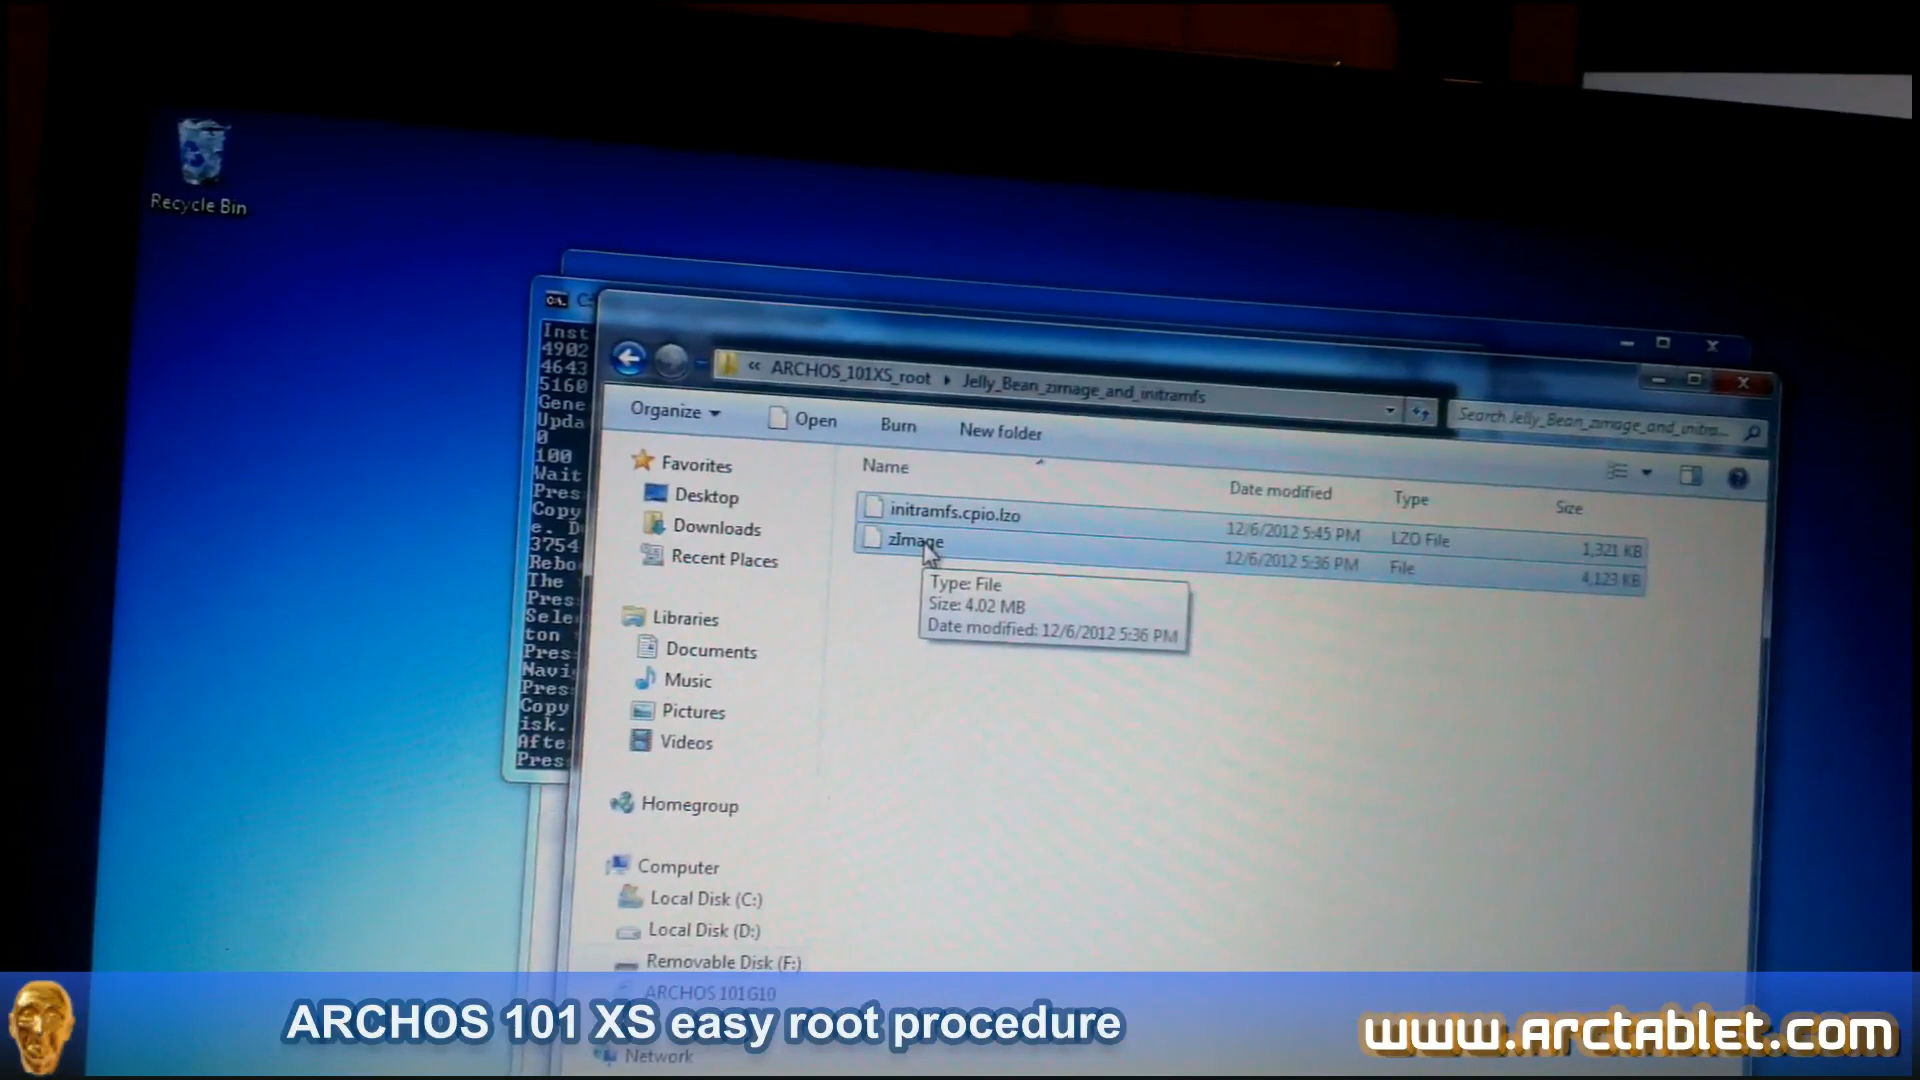 Recycle Bin
Inst
4902
4643
5160
Gene
Upda
0
100
Wait
Pres
Copy
e. D
3754
Rebo
The
Pres
Sele
ton
Pres
Navi
Pres
Copy
isk.
Afte
Pres
« ARCHOS_101XS_root Jelly_Bean_zimage_and_initramfs
Search Jelly_Bean_zimage_and_initra...
Organize Open Burn New folder
Favorites
Desktop
Downloads
Recent Places
Libraries
Documents
Music
Pictures
Videos
Homegroup
Computer
Local Disk (C:)
Local Disk (D:)
Removable Disk (F:)
ARCHOS 101G10
Network
Name Date modified Type Size
initramfs.cpio.lzo 12/6/2012 5:45 PM LZO File 1,321 KB
zImage 12/6/2012 5:36 PM File 4,123 KB
Type: File
Size: 4.02 MB
Date modified: 12/6/2012 5:36 PM
ARCHOS 101 XS easy root procedure
www.arctablet.com